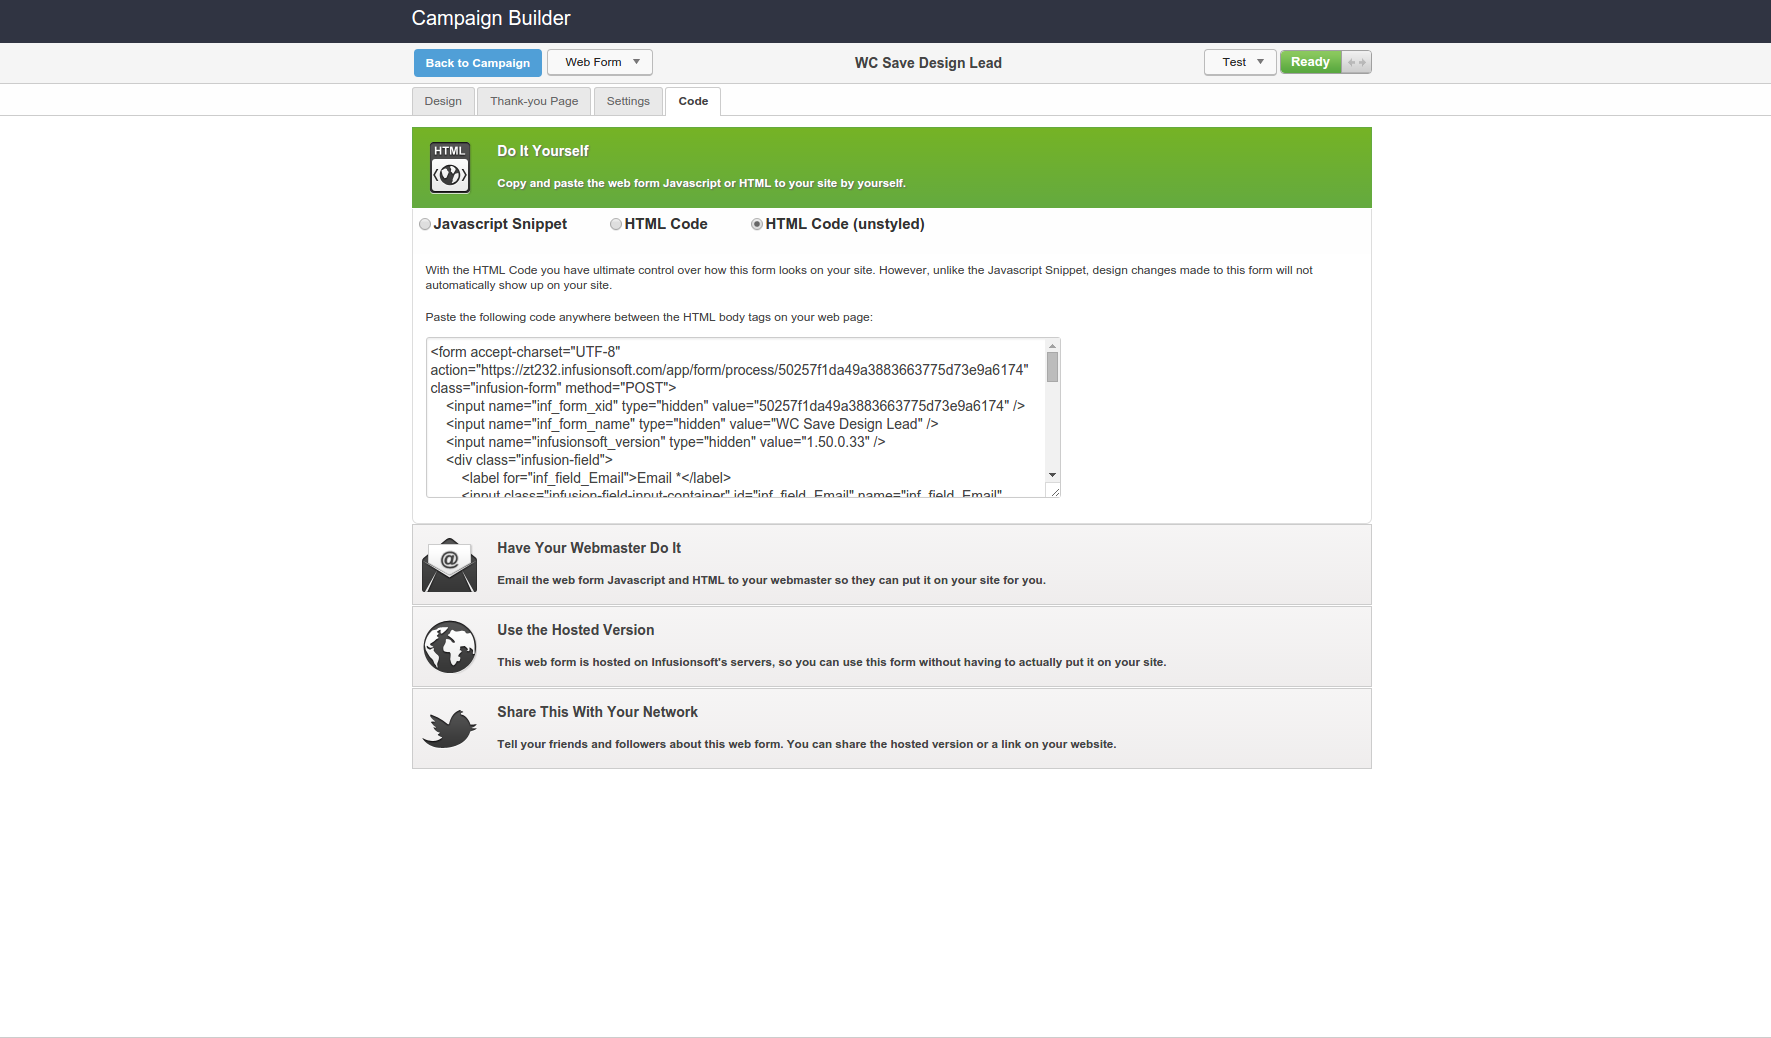 Campaign Builder
Back to Campaign
Web Form
WC Save Design Lead
Test
Ready
Design
Thank-you Page
Settings
Code
HTML
Do It Yourself
Copy and paste the web form Javascript or HTML to your site by yourself.
Javascript Snippet
HTML Code
HTML Code (unstyled)
With the HTML Code you have ultimate control over how this form looks on your site. However, unlike the Javascript Snippet, design changes made to this form will not
automatically show up on your site.
Paste the following code anywhere between the HTML body tags on your web page:
<form accept-charset="UTF-8"
action="https://zt232.infusionsoft.com/app/form/process/50257f1da49a3883663775d73e9a6174"
class="infusion-form" method="POST">
<input name="inf_form_xid" type="hidden" value="50257f1da49a3883663775d73e9a6174" />
<input name="inf_form_name" type="hidden" value="WC Save Design Lead" />
<input name="infusionsoft_version" type="hidden" value="1.50.0.33" />
<div class="infusion-field">
<label for="inf_field_Email">Email *</label>
<input class="infusion-field-input-container" id="inf_field_Email" name="inf_field_Email"
@
Have Your Webmaster Do It
Email the web form Javascript and HTML to your webmaster so they can put it on your site for you.
Use the Hosted Version
This web form is hosted on Infusionsoft's servers, so you can use this form without having to actually put it on your site.
Share This With Your Network
Tell your friends and followers about this web form. You can share the hosted version or a link on your website.